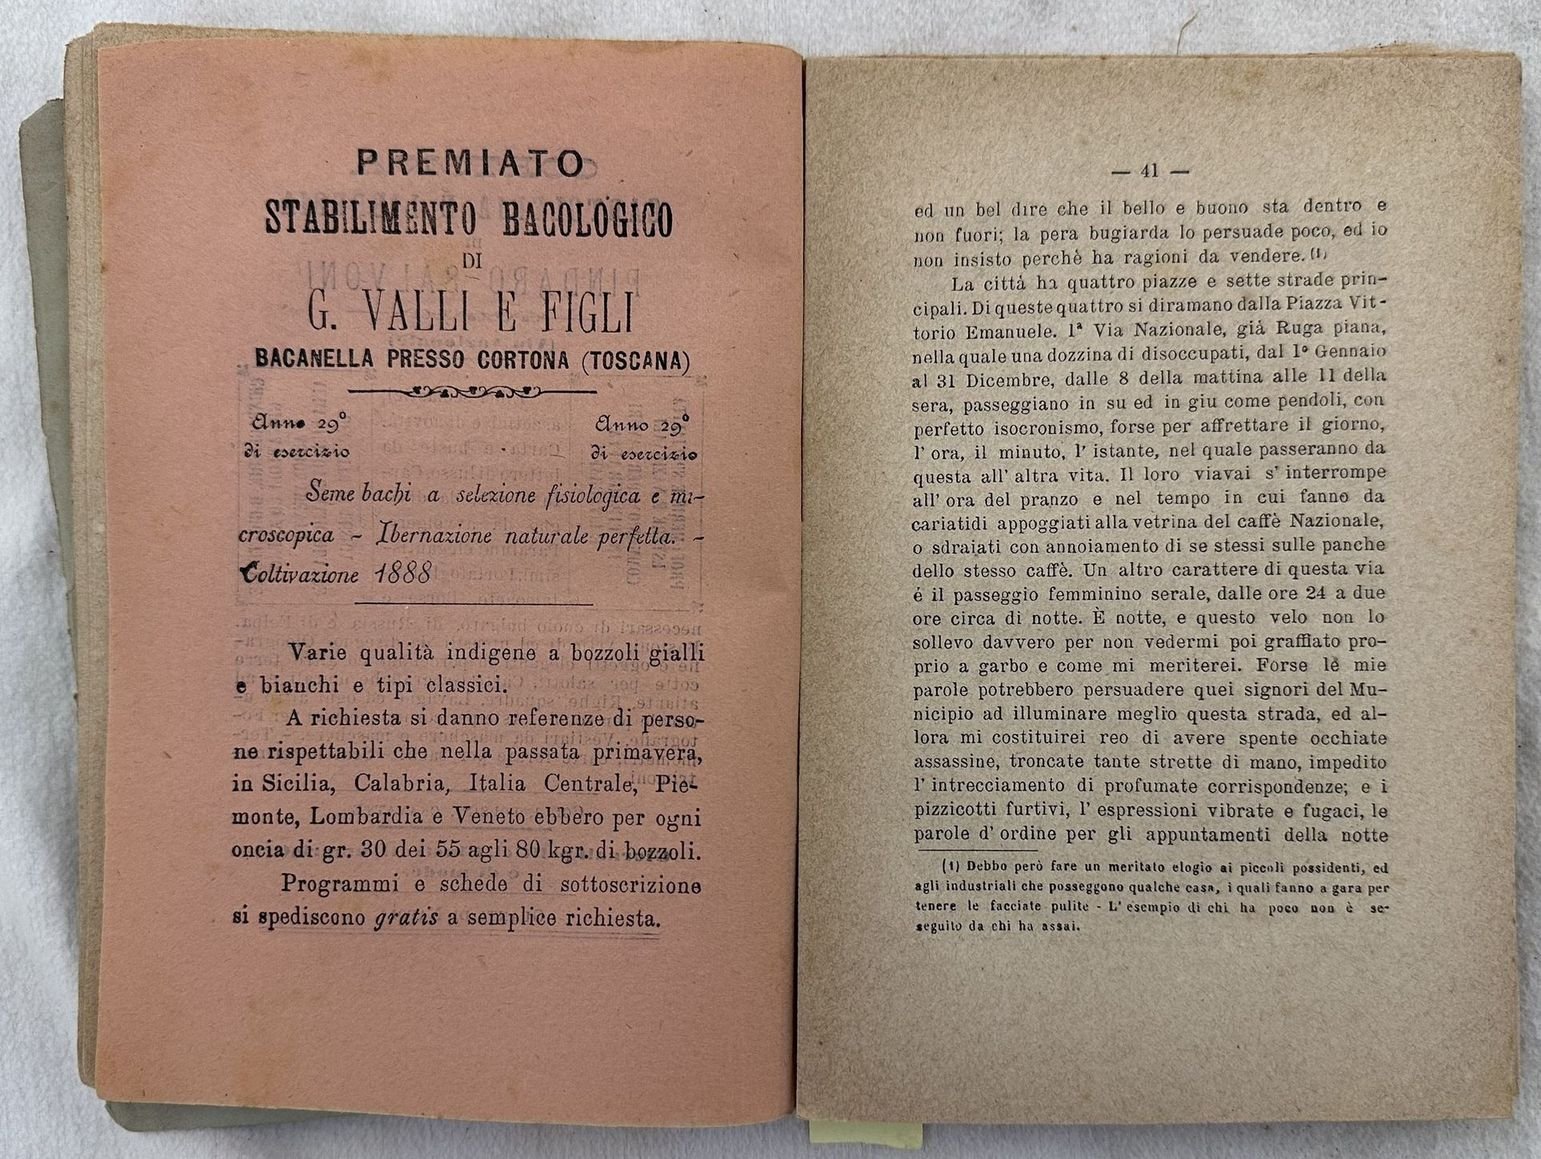 PREMIATO
STABILIMENTO BACOLOGICO
DI
G. VALLI E FIGLI
BACANELLA PRESSO CORTONA (TOSCANA)
Anno 29º
di esercizio
Anno 29º
di esercizio
Seme bachi a selezione fisiologica e mi-
croscopica - Ibernazione naturale perfetta. -
Coltivazione 1888
Varie qualità indigene a bozzoli gialli
e bianchi e tipi classici.
A richiesta si danno referenze di perso-
ne rispettabili che nella passata primavera,
in Sicilia, Calabria, Italia Centrale, Pie-
monte, Lombardia e Veneto ebbero per ogni
oncia di gr. 30 dei 55 agli 80 kgr. di bozzoli.
Programmi e schede di sottoscrizione
si spediscono gratis a semplice richiesta.
— 41 —
ed un bel dire che il bello e buono sta dentro e
non fuori; la pera bugiarda lo persuade poco, ed io
non insisto perchè ha ragioni da vendere. (1)
La cittá ha quattro piazze e sette strade prin-
cipali. Di queste quattro si diramano dalla Piazza Vit-
torio Emanuele. 1ª Via Nazionale, giá Ruga piana,
nella quale una dozzina di disoccupati, dal 1º Gennaio
al 31 Dicembre, dalle 8 della mattina alle 11 della
sera, passeggiano in su ed in giu come pendoli, con
perfetto isocronismo, forse per affrettare il giorno,
l' ora, il minuto, l' istante, nel quale passeranno da
questa all' altra vita. Il loro viavai s' interrompe
all' ora del pranzo e nel tempo in cui fanno da
cariatidi appoggiati alla vetrina del caffè Nazionale,
o sdraiati con annoiamento di se stessi sulle panche
dello stesso caffè. Un altro carattere di questa via
é il passeggio femminino serale, dalle ore 24 a due
ore circa di notte. È notte, e questo velo non lo
sollevo davvero per non vedermi poi graffiato pro-
prio a garbo e come mi meriterei. Forse lè mie
parole potrebbero persuadere quei signori del Mu-
nicipio ad illuminare meglio questa strada, ed al-
lora mi costituirei reo di avere spente occhiate
assassine, troncate tante strette di mano, impedito
l' intrecciamento di profumate corrispondenze; e i
pizzicotti furtivi, l' espressioni vibrate e fugaci, le
parole d' ordine per gli appuntamenti della notte
(1) Debbo però fare un meritato elogio ai piccoli possidenti, ed
agli industriali che posseggono qualche casa, i quali fanno a gara per
tenere le facciate pulite - L' esempio di chi ha poco non è se-
seguito da chi ha assai.